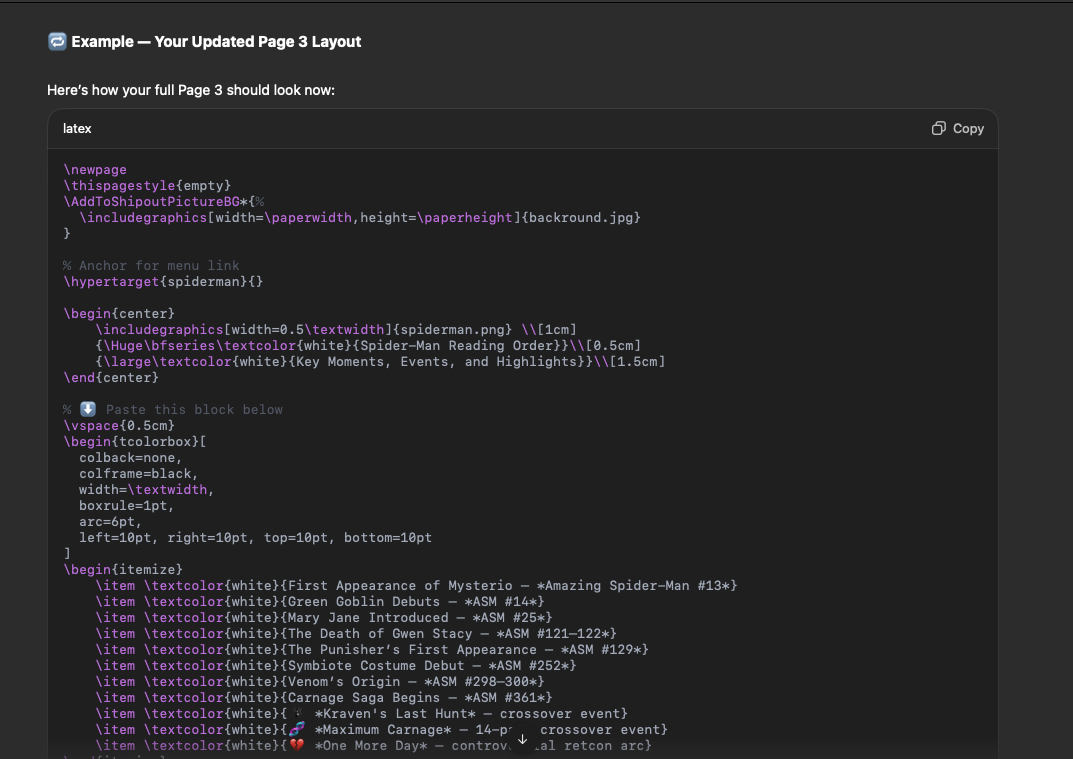 🔁 Example — Your Updated Page 3 Layout
Here's how your full Page 3 should look now:
latex
Copy
\newpage
\thispagestyle{empty}
\AddToShipoutPictureBG*{%
  \includegraphics[width=\paperwidth,height=\paperheight]{backround.jpg}
}
% Anchor for menu link
\hypertarget{spiderman}{}
\begin{center}
    \includegraphics[width=0.5\textwidth]{spiderman.png} \\[1cm]
    {\Huge\bfseries\textcolor{white}{Spider-Man Reading Order}}\\[0.5cm]
    {\large\textcolor{white}{Key Moments, Events, and Highlights}}\\[1.5cm]
\end{center}
% ⬇️ Paste this block below
\vspace{0.5cm}
\begin{tcolorbox}[
  colback=none,
  colframe=black,
  width=\textwidth,
  boxrule=1pt,
  arc=6pt,
  left=10pt, right=10pt, top=10pt, bottom=10pt
]
\begin{itemize}
    \item \textcolor{white}{First Appearance of Mysterio — *Amazing Spider-Man #13*}
    \item \textcolor{white}{Green Goblin Debuts — *ASM #14*}
    \item \textcolor{white}{Mary Jane Introduced — *ASM #25*}
    \item \textcolor{white}{The Death of Gwen Stacy — *ASM #121–122*}
    \item \textcolor{white}{The Punisher’s First Appearance — *ASM #129*}
    \item \textcolor{white}{Symbiote Costume Debut — *ASM #252*}
    \item \textcolor{white}{Venom’s Origin — *ASM #298–300*}
    \item \textcolor{white}{Carnage Saga Begins — *ASM #361*}
    \item \textcolor{white}{🕷 *Kraven's Last Hunt* — crossover event}
    \item \textcolor{white}{🧬 *Maximum Carnage* — 14- crossover event}
    \item \textcolor{white}{💔 *One More Day* — retcon arc}